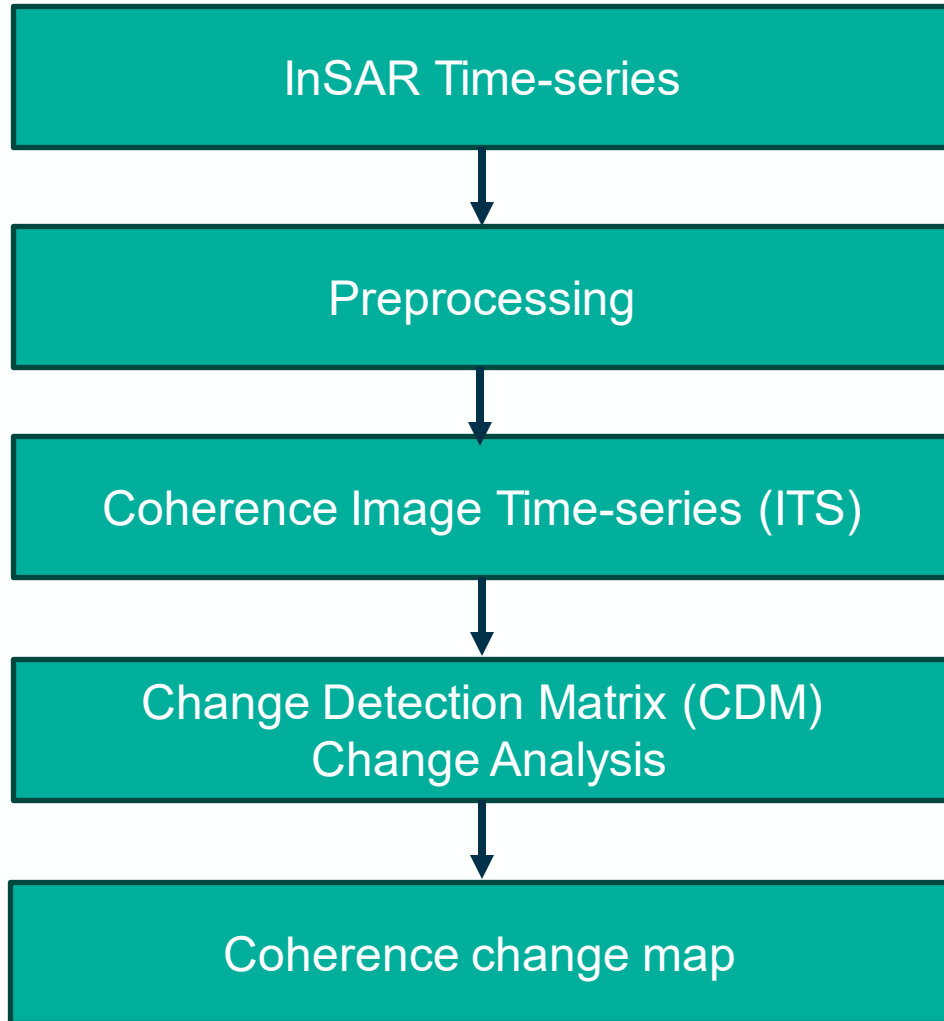 InSAR Time-series
Preprocessing
Coherence Image Time-series (ITS)
Change Detection Matrix (CDM)
Change Analysis
Coherence change map